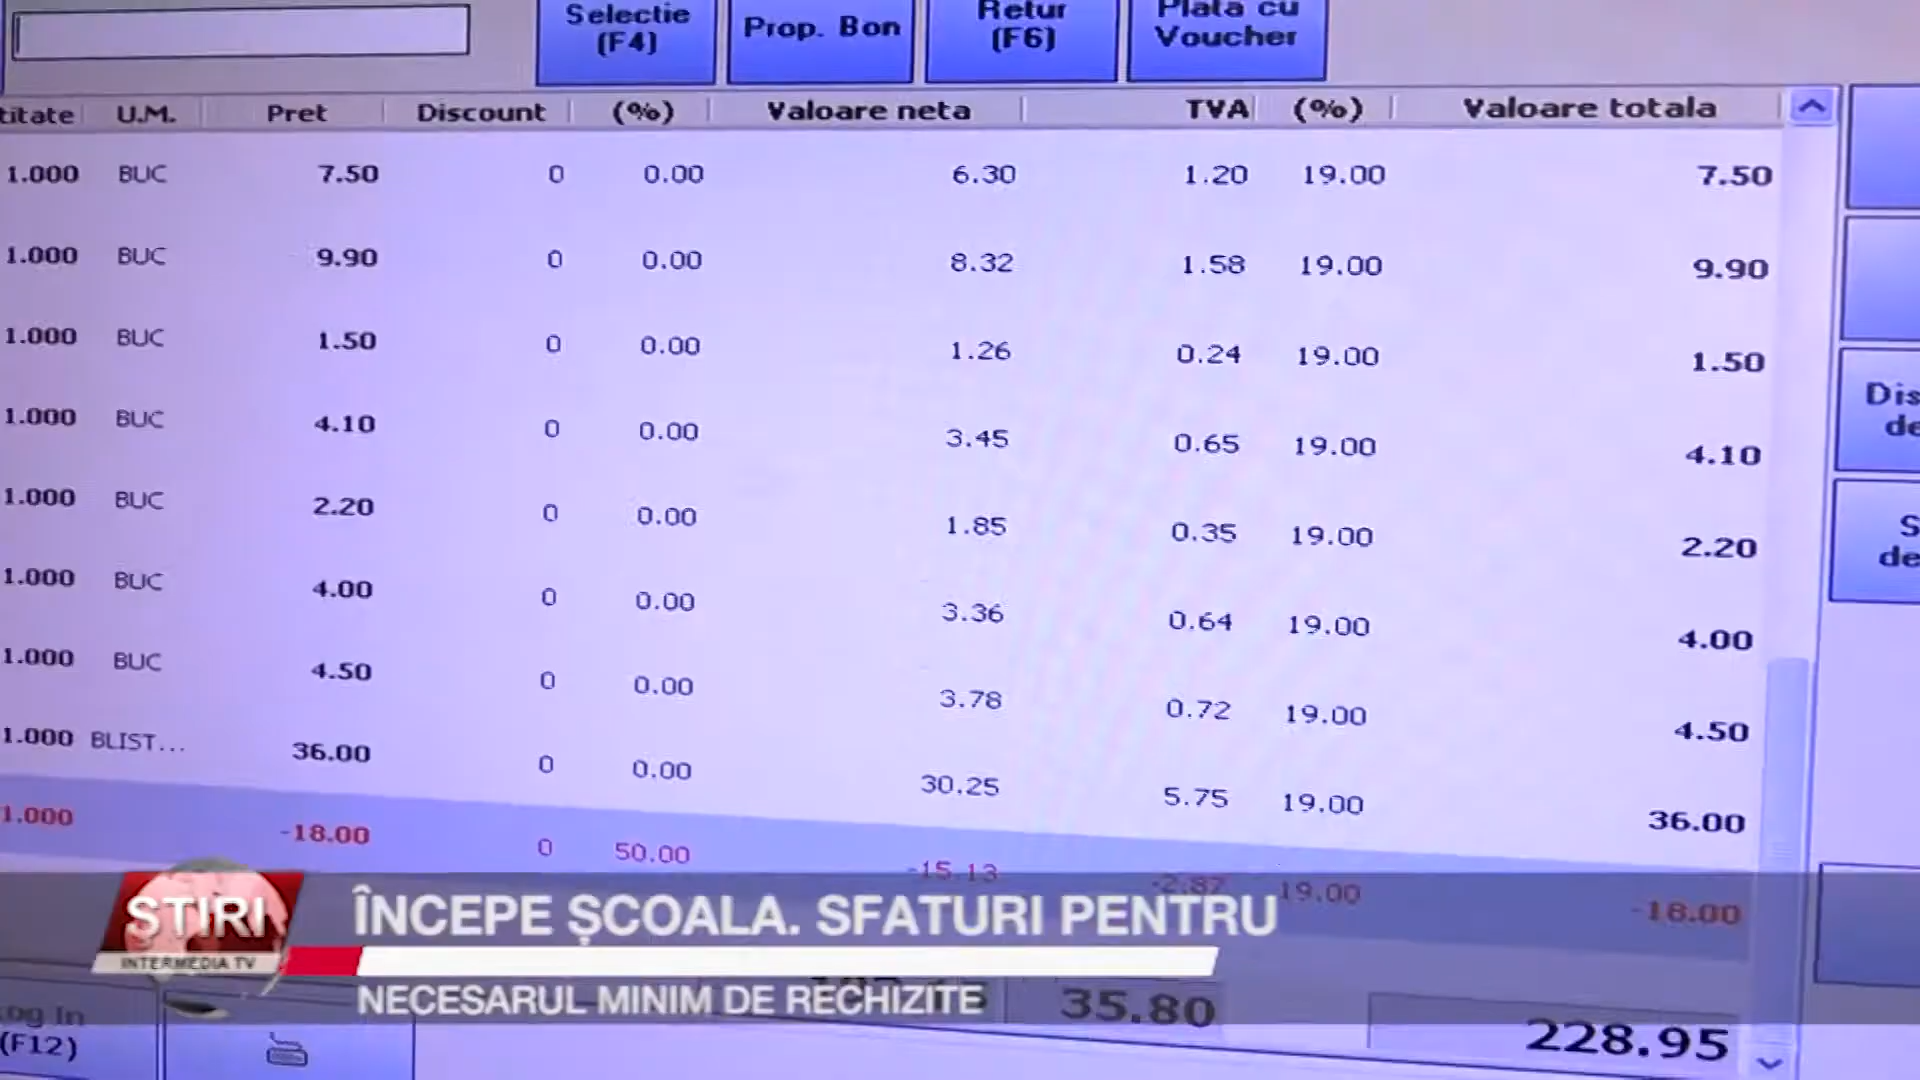 Selectie
(F4)
Prop. Bon
Retur
(F6)
Plata cu
Voucher
titate U.M. Pret Discount (%) Valoare neta TVA (%) Valoare totala
1.000 BUC 7.50 0 0.00 6.30 1.20 19.00 7.50
1.000 BUC 9.90 0 0.00 8.32 1.58 19.00 9.90
1.000 BUC 1.50 0 0.00 1.26 0.24 19.00 1.50
1.000 BUC 4.10 0 0.00 3.45 0.65 19.00 4.10
1.000 BUC 2.20 0 0.00 1.85 0.35 19.00 2.20
1.000 BUC 4.00 0 0.00 3.36 0.64 19.00 4.00
1.000 BUC 4.50 0 0.00 3.78 0.72 19.00 4.50
1.000 BLIST... 36.00 0 0.00 30.25 5.75 19.00 36.00
1.000 -18.00 0 50.00 -15.13 -2.87 19.00 -18.00
Dis
de
S
de
ȘTIRI
INTERMEDIA TV
ÎNCEPE ȘCOALA. SFATURI PENTRU
NECESARUL MINIM DE RECHIZITE
35.80
228.95
og In
(F12)